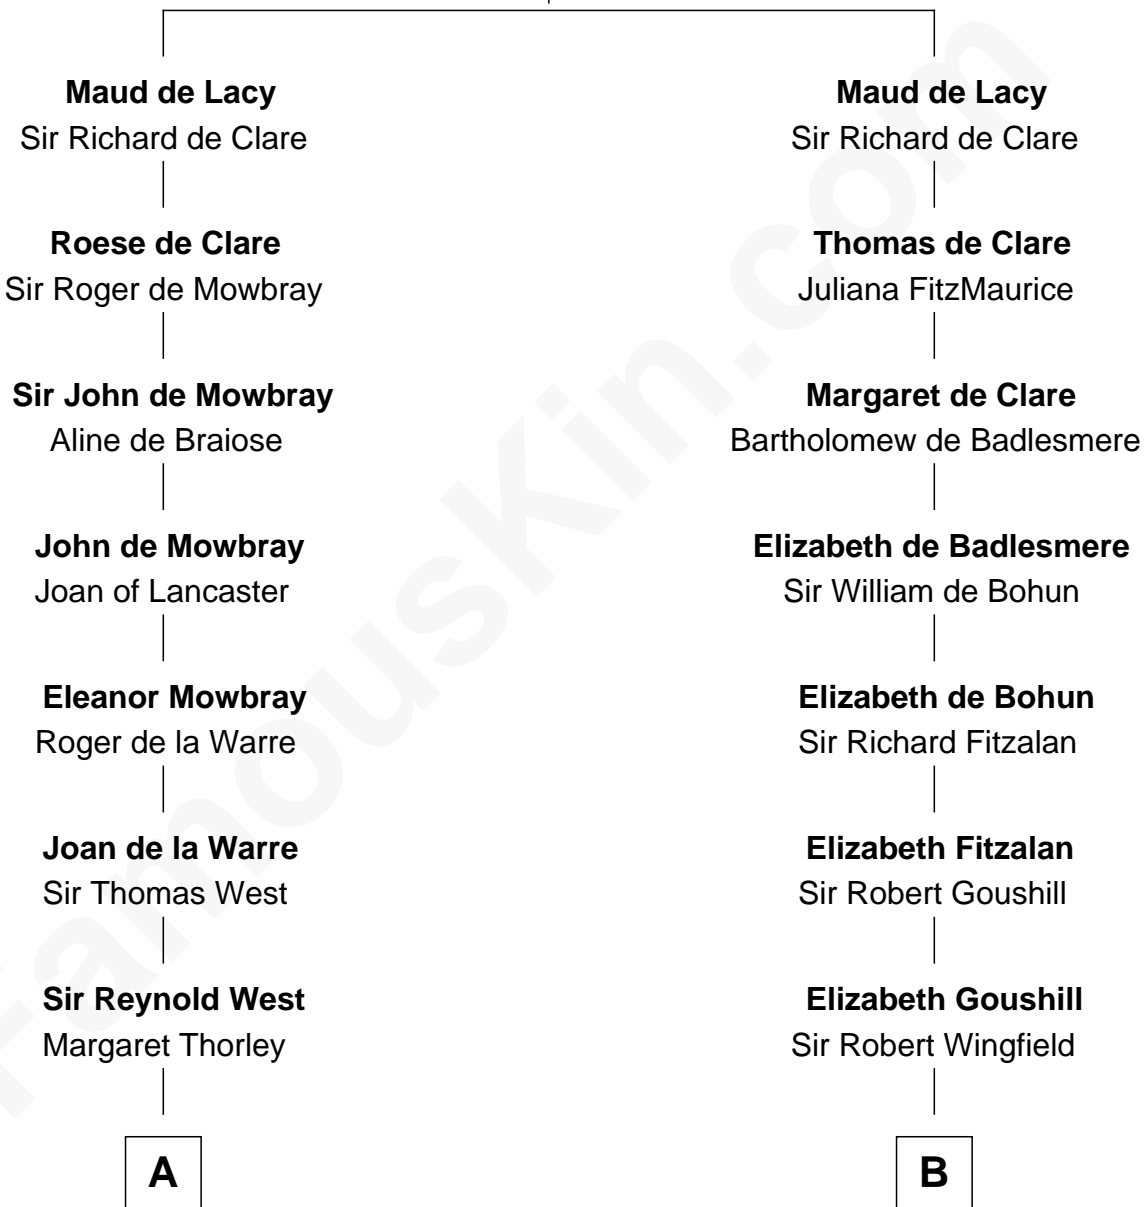 Maud de Lacy
Sir Richard de Clare
Roese de Clare
Sir Roger de Mowbray
Sir John de Mowbray
Aline de Braiose
John de Mowbray
Joan of Lancaster
Eleanor Mowbray
Roger de la Warre
Joan de la Warre
Sir Thomas West
Sir Reynold West
Margaret Thorley
A
Maud de Lacy
Sir Richard de Clare
Thomas de Clare
Juliana FitzMaurice
Margaret de Clare
Bartholomew de Badlesmere
Elizabeth de Badlesmere
Sir William de Bohun
Elizabeth de Bohun
Sir Richard Fitzalan
Elizabeth Fitzalan
Sir Robert Goushill
Elizabeth Goushill
Sir Robert Wingfield
B
FamousKin.com